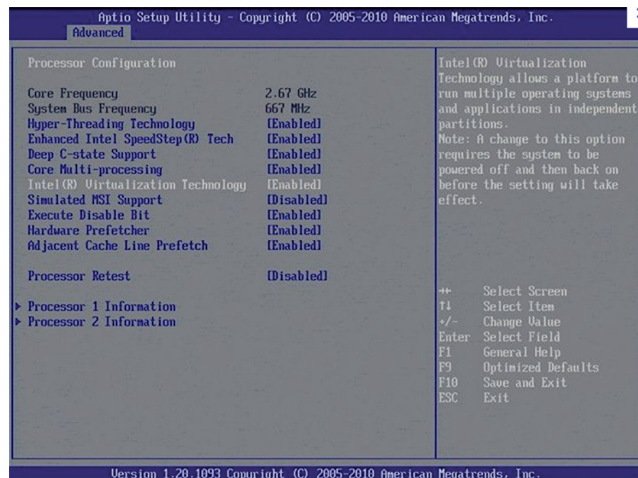 Aptio Setup Utility - Copyright (C) 2005-2010 American Megatrends, Inc.
Advanced
Processor Configuration
Core Frequency 2.67 GHz
System Bus Frequency 667 MHz
Hyper-Threading Technology [Enabled]
Enhanced Intel SpeedStep(R) Tech [Enabled]
Deep C-state Support [Enabled]
Core Multi-processing [Enabled]
Intel(R) Virtualization Technology [Enabled]
Simulated MSI Support [Disabled]
Execute Disable Bit [Enabled]
Hardware Prefetcher [Enabled]
Adjacent Cache Line Prefetch [Enabled]
Processor Retest [Disabled]
Processor 1 Information
Processor 2 Information
Intel(R) Virtualization
Technology allows a platform to
run multiple operating systems
and applications in independent
partitions.
Note: A change to this option
requires the system to be
powered off and then back on
before the setting will take
effect.
→← Select Screen
↑↓ Select Item
+/- Change Value
Enter Select Field
F1 General Help
F9 Optimized Defaults
F10 Save and Exit
ESC Exit
Version 1.20.1093 Copyright (C) 2005-2010 American Megatrends, Inc.